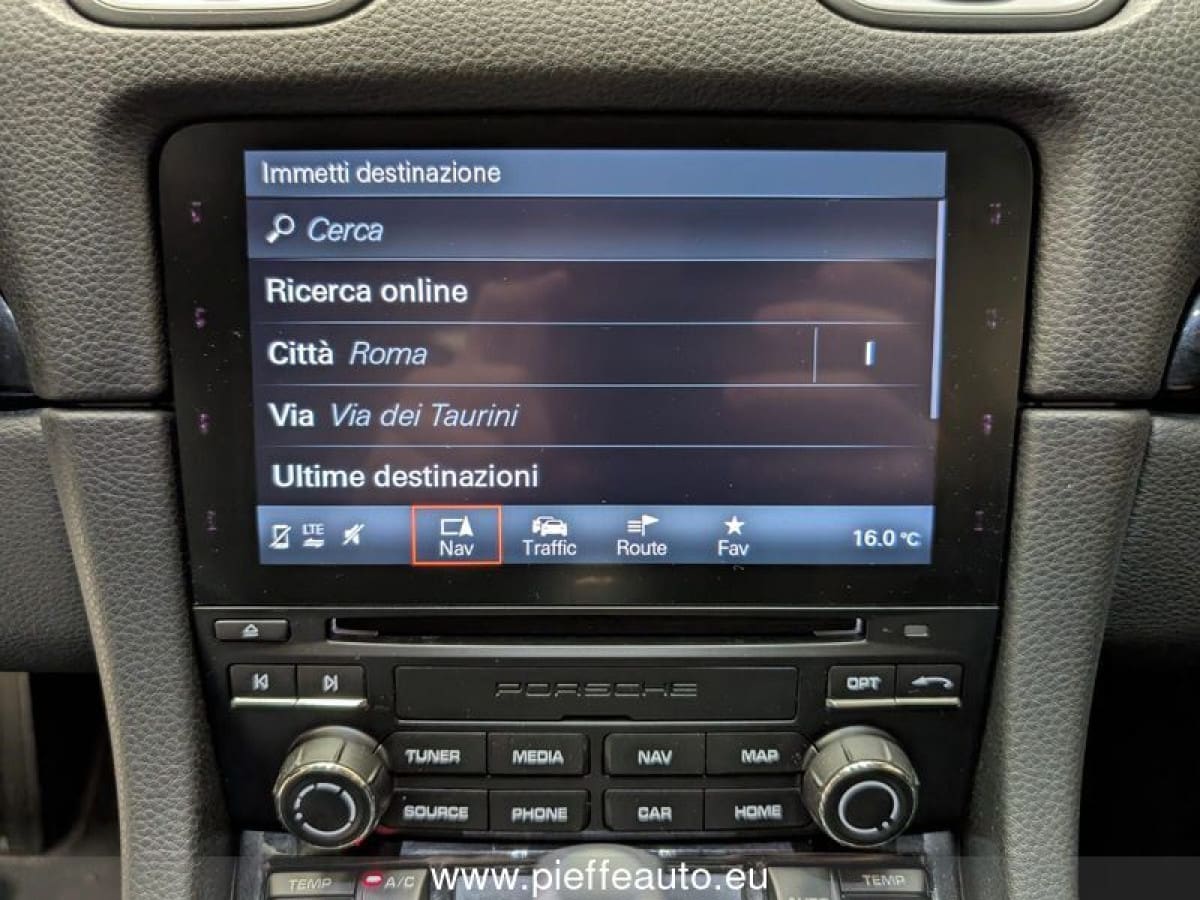 Immetti destinazione
Cerca
Ricerca online
Città Roma I
Via Via dei Taurini
Ultime destinazioni
LTE
Nav Traffic Route Fav 16.0 °C
PORSCHE
OPT
TUNER MEDIA NAV MAP
SOURCE PHONE CAR HOME
TEMP A/C TEMP
www.pieffeauto.eu